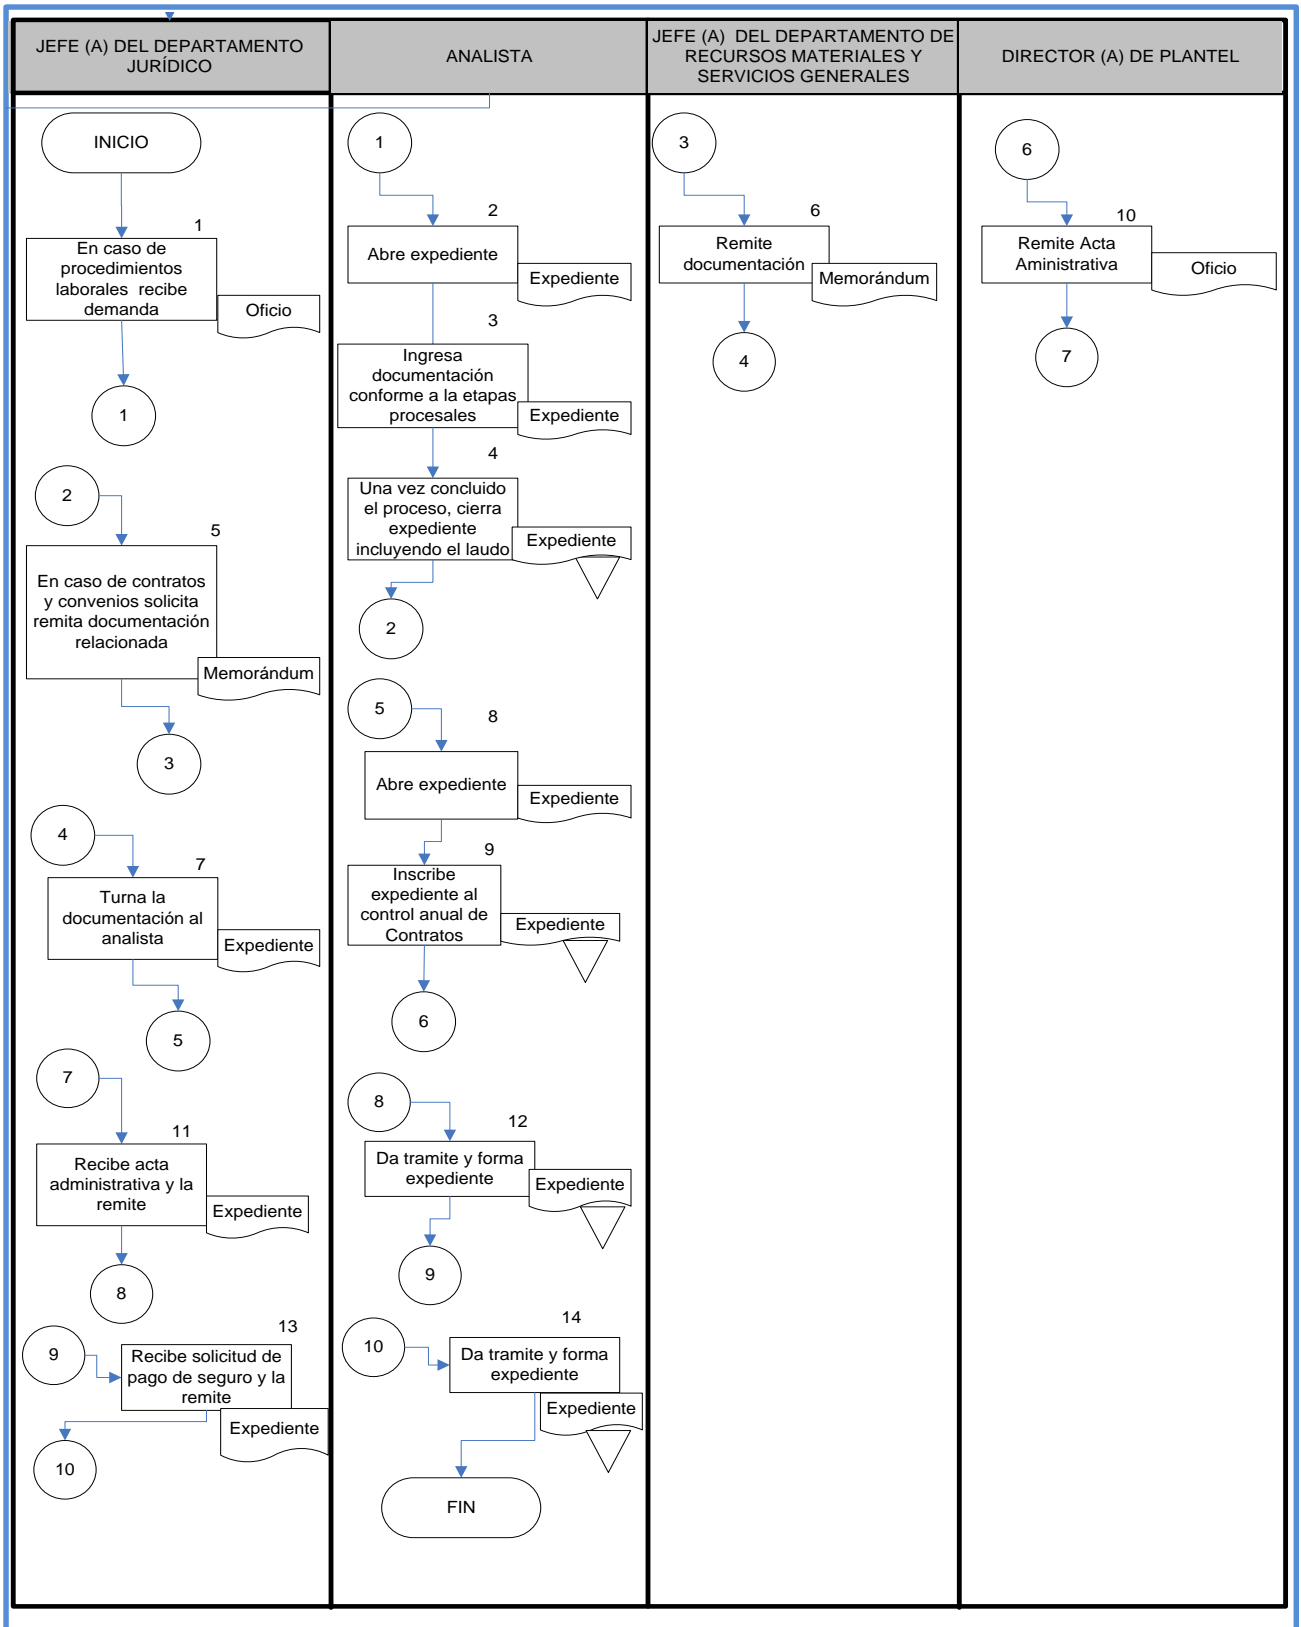 JEFE (A) DEL DEPARTAMENTO
JURÍDICO
ANALISTA
JEFE (A)  DEL DEPARTAMENTO DE
RECURSOS MATERIALES Y
SERVICIOS GENERALES
DIRECTOR (A) DE PLANTEL
INICIO
1
En caso de
procedimientos
laborales  recibe
demanda
Oficio
1
2
5
En caso de contratos
y convenios solicita
remita documentación
relacionada
Memorándum
3
4
7
Turna la
documentación al
analista
Expediente
5
7
11
Recibe acta
administrativa y la
remite
Expediente
8
9
13
Recibe solicitud de
pago de seguro y la
remite
Expediente
10
1
2
Abre expediente
Expediente
3
Ingresa
documentación
conforme a la etapas
procesales
Expediente
4
Una vez concluido
el proceso, cierra
expediente
incluyendo el laudo
Expediente
2
5
8
Abre expediente
Expediente
9
Inscribe
expediente al
control anual de
Contratos
Expediente
6
8
12
Da tramite y forma
expediente
Expediente
9
10
14
Da tramite y forma
expediente
Expediente
FIN
3
6
Remite
documentación
Memorándum
4
6
10
Remite Acta
Aministrativa
Oficio
7